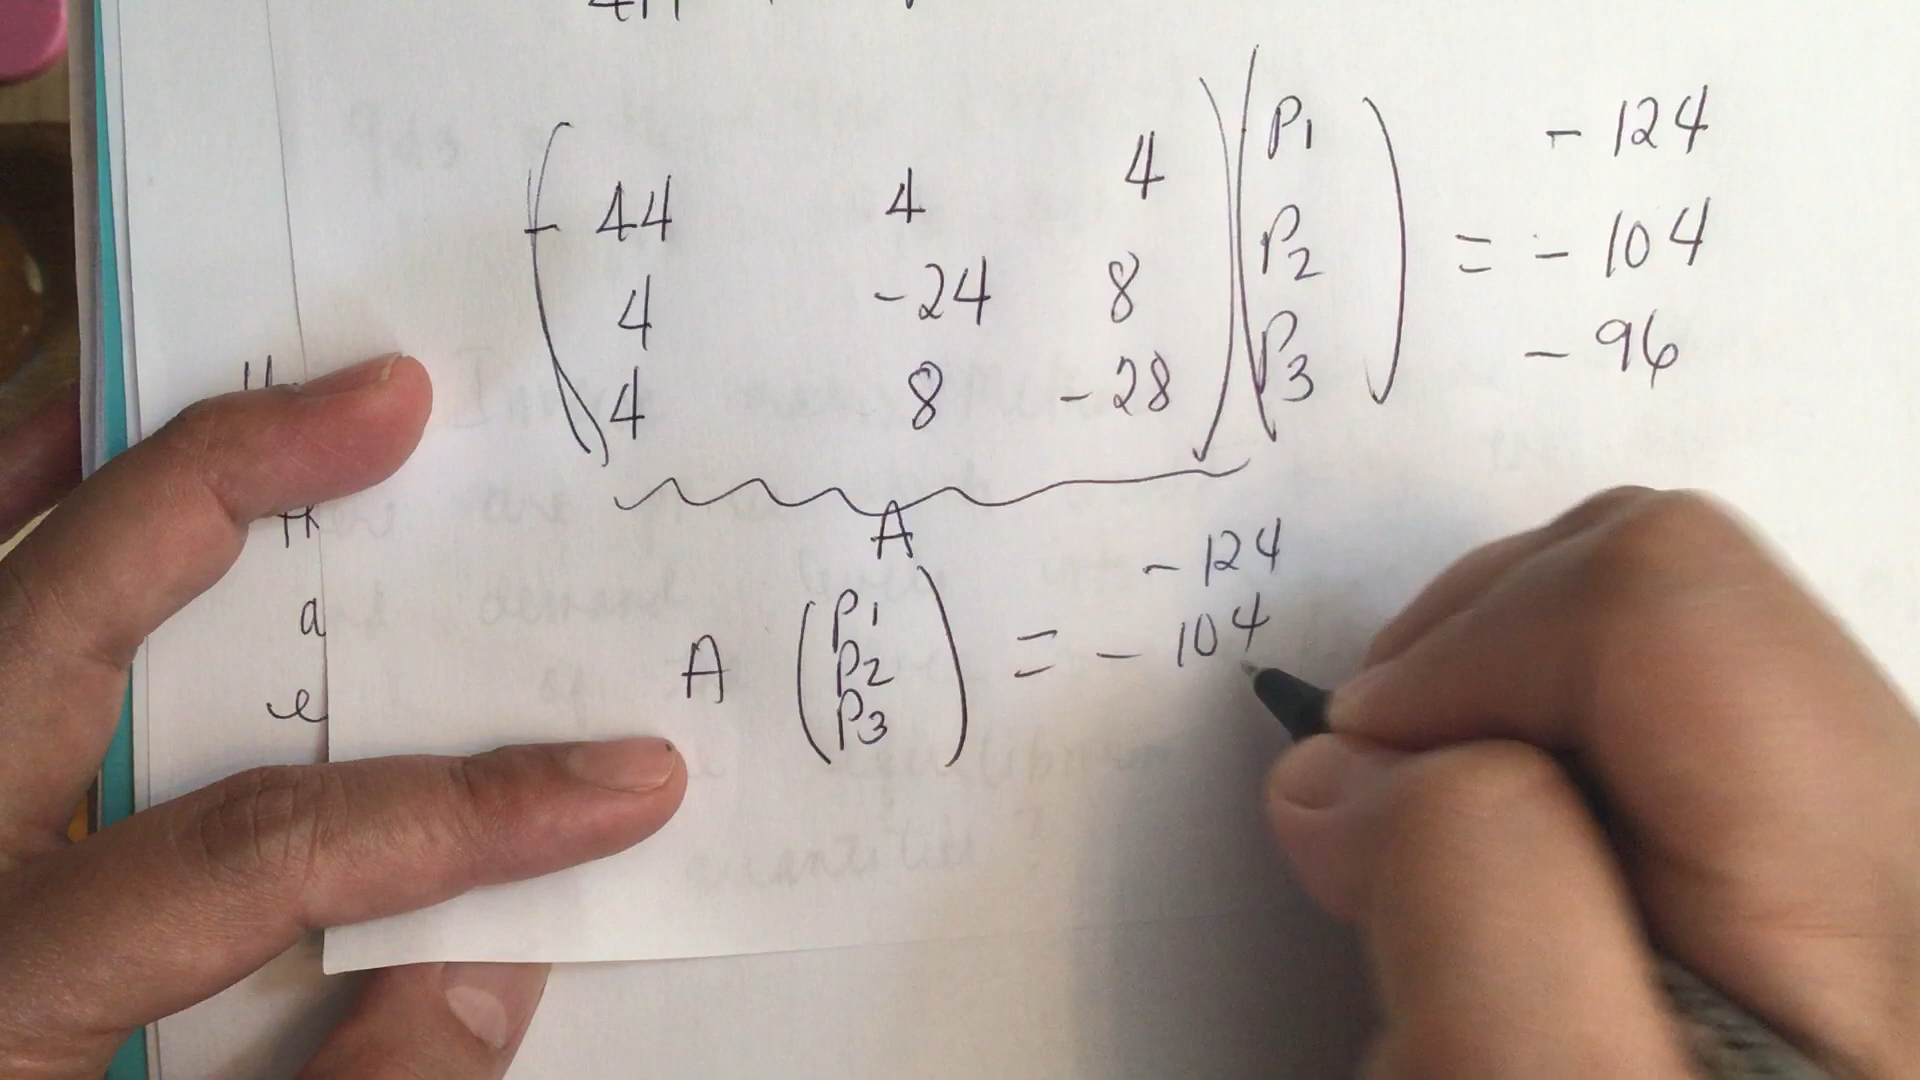 - 44 4 4 P1 - 124
4 -24 8 P2 = - 104
4 8 -28 P3 - 96
A
A P1 = - 124
P2 - 104
P3
a
e